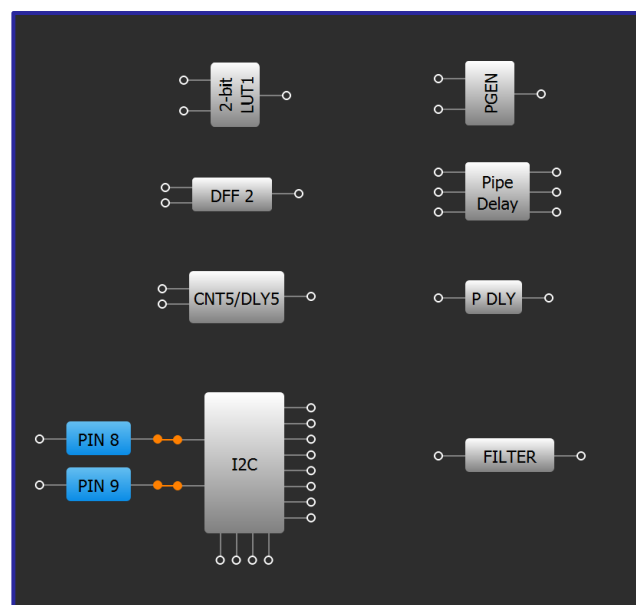 2-bit
LUT1
PGEN
DFF 2
Pipe
Delay
CNT5/DLY5
P DLY
PIN 8
I2C
FILTER
PIN 9